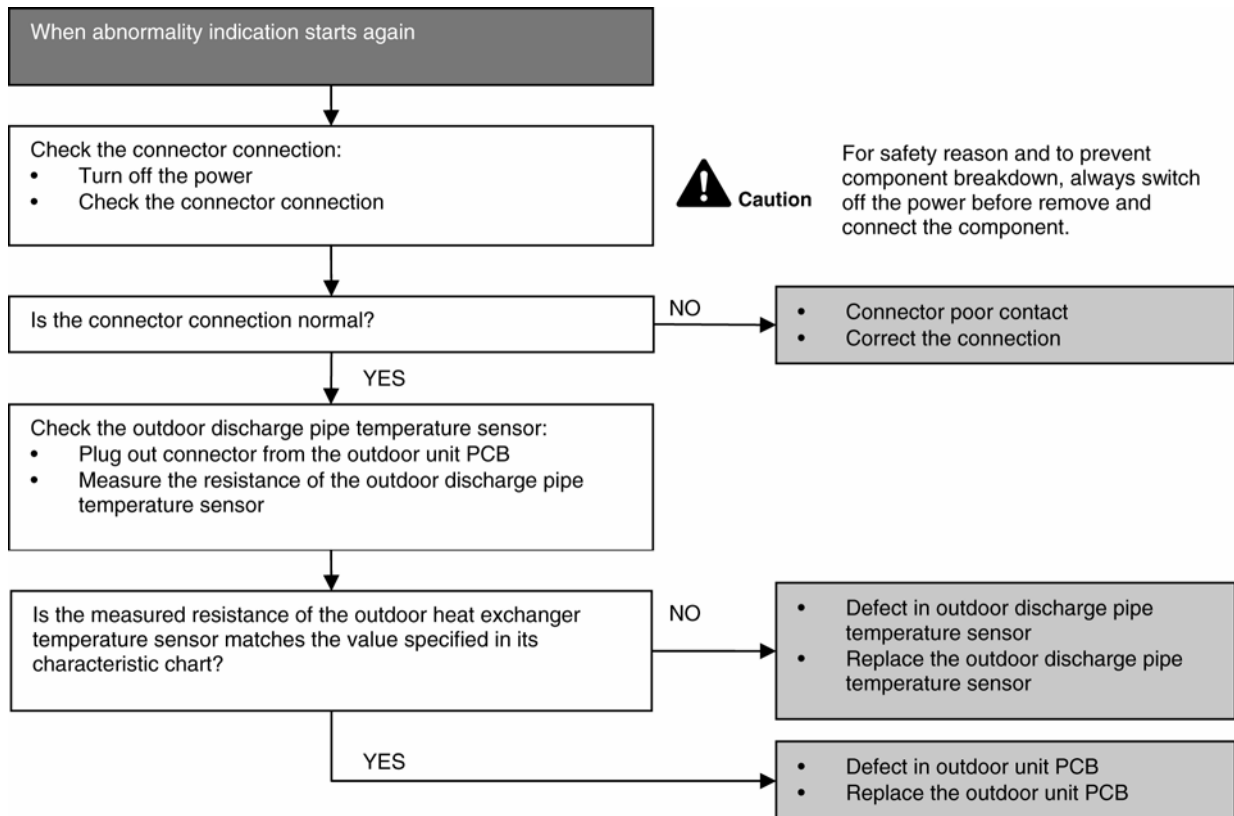 When abnormality indication starts again
Check the connector connection:
• Turn off the power
• Check the connector connection
Caution
For safety reason and to prevent
component breakdown, always switch
off the power before remove and
connect the component.
Is the connector connection normal?
NO
• Connector poor contact
• Correct the connection
YES
Check the outdoor discharge pipe temperature sensor:
• Plug out connector from the outdoor unit PCB
• Measure the resistance of the outdoor discharge pipe
temperature sensor
Is the measured resistance of the outdoor heat exchanger
temperature sensor matches the value specified in its
characteristic chart?
NO
• Defect in outdoor discharge pipe
temperature sensor
• Replace the outdoor discharge pipe
temperature sensor
YES
• Defect in outdoor unit PCB
• Replace the outdoor unit PCB